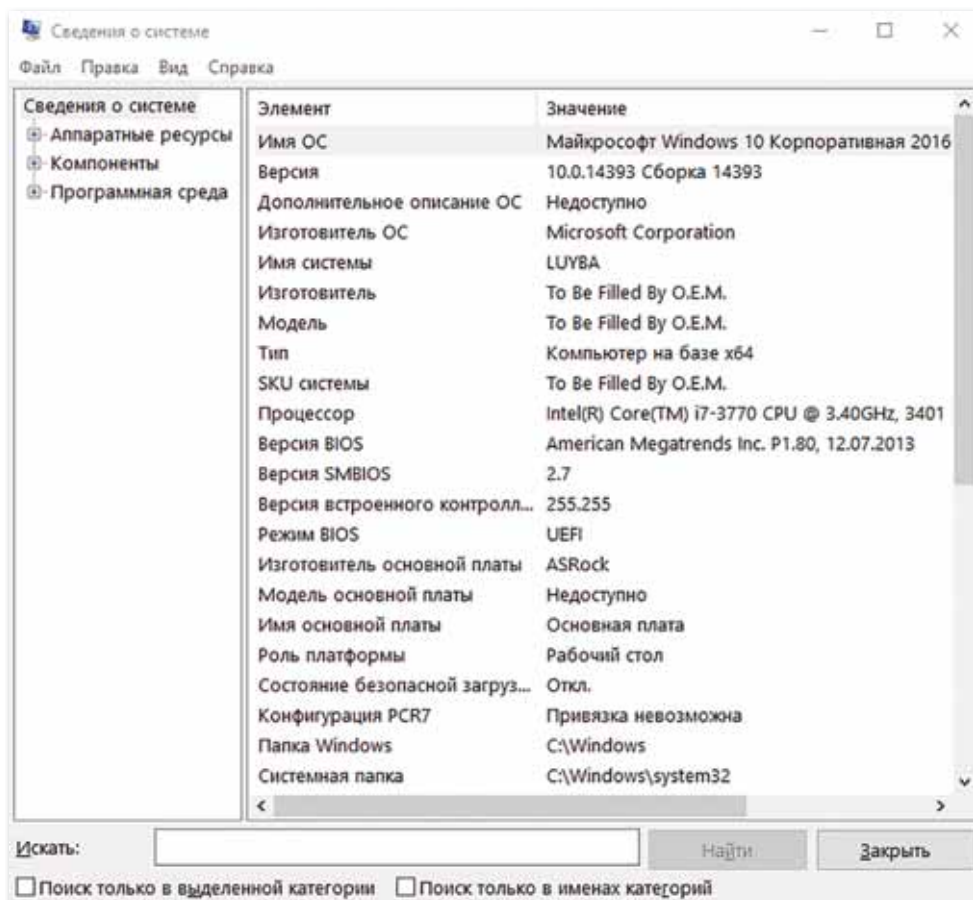 Сведения о системе
Файл Правка Вид Справка
Сведения о системе
Аппаратные ресурсы
Компоненты
Программная среда
Элемент Значение
Имя ОС Майкрософт Windows 10 Корпоративная 2016
Версия 10.0.14393 Сборка 14393
Дополнительное описание ОС Недоступно
Изготовитель ОС Microsoft Corporation
Имя системы LUYBA
Изготовитель To Be Filled By O.E.M.
Модель To Be Filled By O.E.M.
Тип Компьютер на базе x64
SKU системы To Be Filled By O.E.M.
Процессор Intel(R) Core(TM) i7-3770 CPU @ 3.40GHz, 3401
Версия BIOS American Megatrends Inc. P1.80, 12.07.2013
Версия SMBIOS 2.7
Версия встроенного контролл... 255.255
Режим BIOS UEFI
Изготовитель основной платы ASRock
Модель основной платы Недоступно
Имя основной платы Основная плата
Роль платформы Рабочий стол
Состояние безопасной загруз... Откл.
Конфигурация PCR7 Привязка невозможна
Папка Windows C:\Windows
Системная папка C:\Windows\system32
Искать: Найти Закрыть
Поиск только в выделенной категории Поиск только в именах категорий